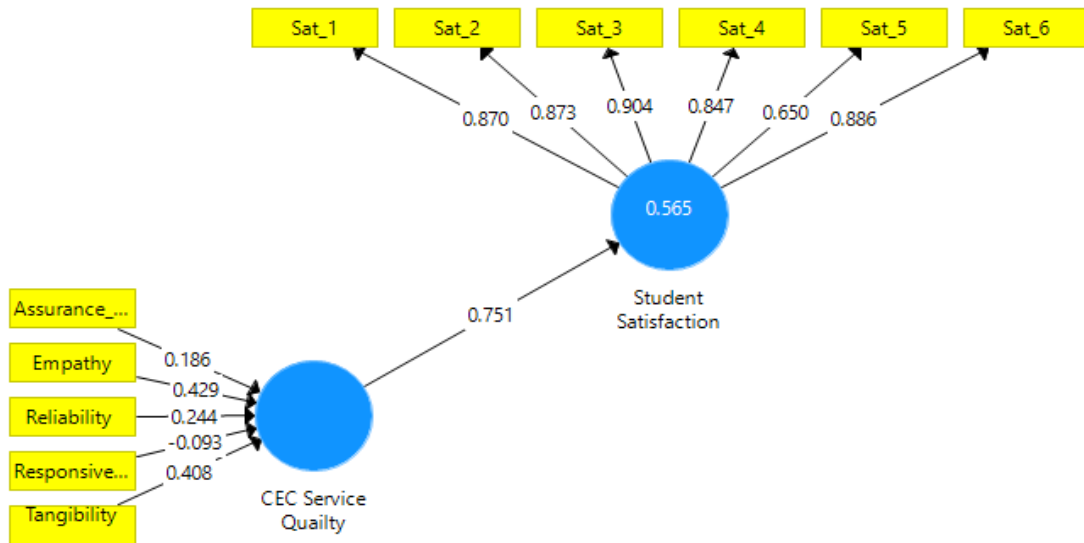 Sat_1
Sat_2
Sat_3
Sat_4
Sat_5
Sat_6
0.870
0.873
0.904
0.847
0.650
0.886
0.565
Student
Satisfaction
0.751
Assurance_...
Empathy
Reliability
Responsive...
Tangibility
0.186
0.429
0.244
-0.093
0.408
CEC Service
Quailty